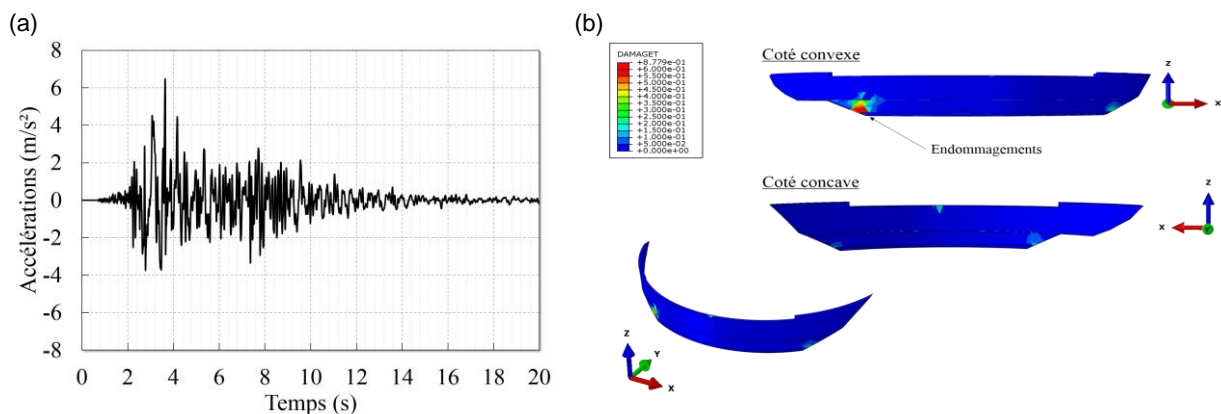 (a)
Accélérations (m/s²)
8
6
4
2
0
-2
-4
-6
-8
0 2 4 6 8 10 12 14 16 18 20
Temps (s)
(b)
DAMAGET
+8.779e-01
+6.000e-01
+5.500e-01
+5.000e-01
+4.500e-01
+4.000e-01
+3.500e-01
+3.000e-01
+2.500e-01
+2.000e-01
+1.500e-01
+1.000e-01
+5.000e-02
+0.000e+00
Coté convexe
Z
X
Endommagements
Coté concave
Z
X
Y
Z
Y
X